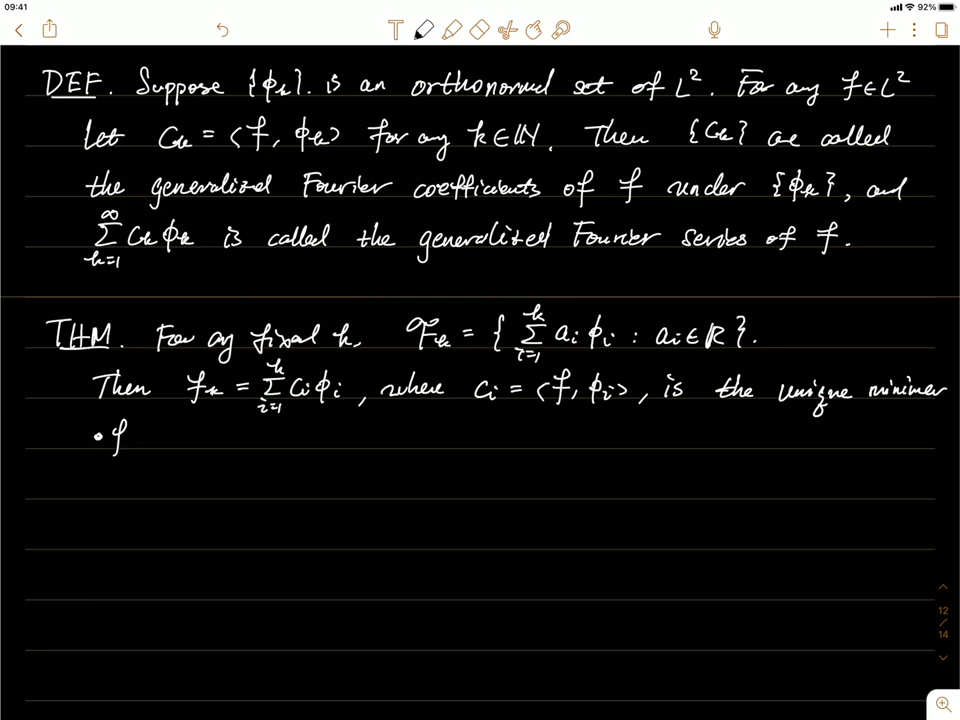 09:41 92%
DEF. Suppose {ϕₖ}. is an orthonormal set of L². For any f ∈ L²
let Cₖ = ⟨f, ϕₖ⟩ for any k ∈ ℕ. Then {Cₖ} are called
the generalized Fourier coefficients of f under {ϕₖ}, and
∑_{k=1}^{∞} Cₖ ϕₖ is called the generalized Fourier series of f.
THM. For ay fixed k, ℱₖ = { ∑_{i=1}^{k} aᵢ ϕᵢ : aᵢ ∈ ℝ }.
Then fₖ = ∑_{i=1}^{k} Cᵢ ϕᵢ, where Cᵢ = ⟨f, ϕᵢ⟩, is the unique minimer
of
12
/
14